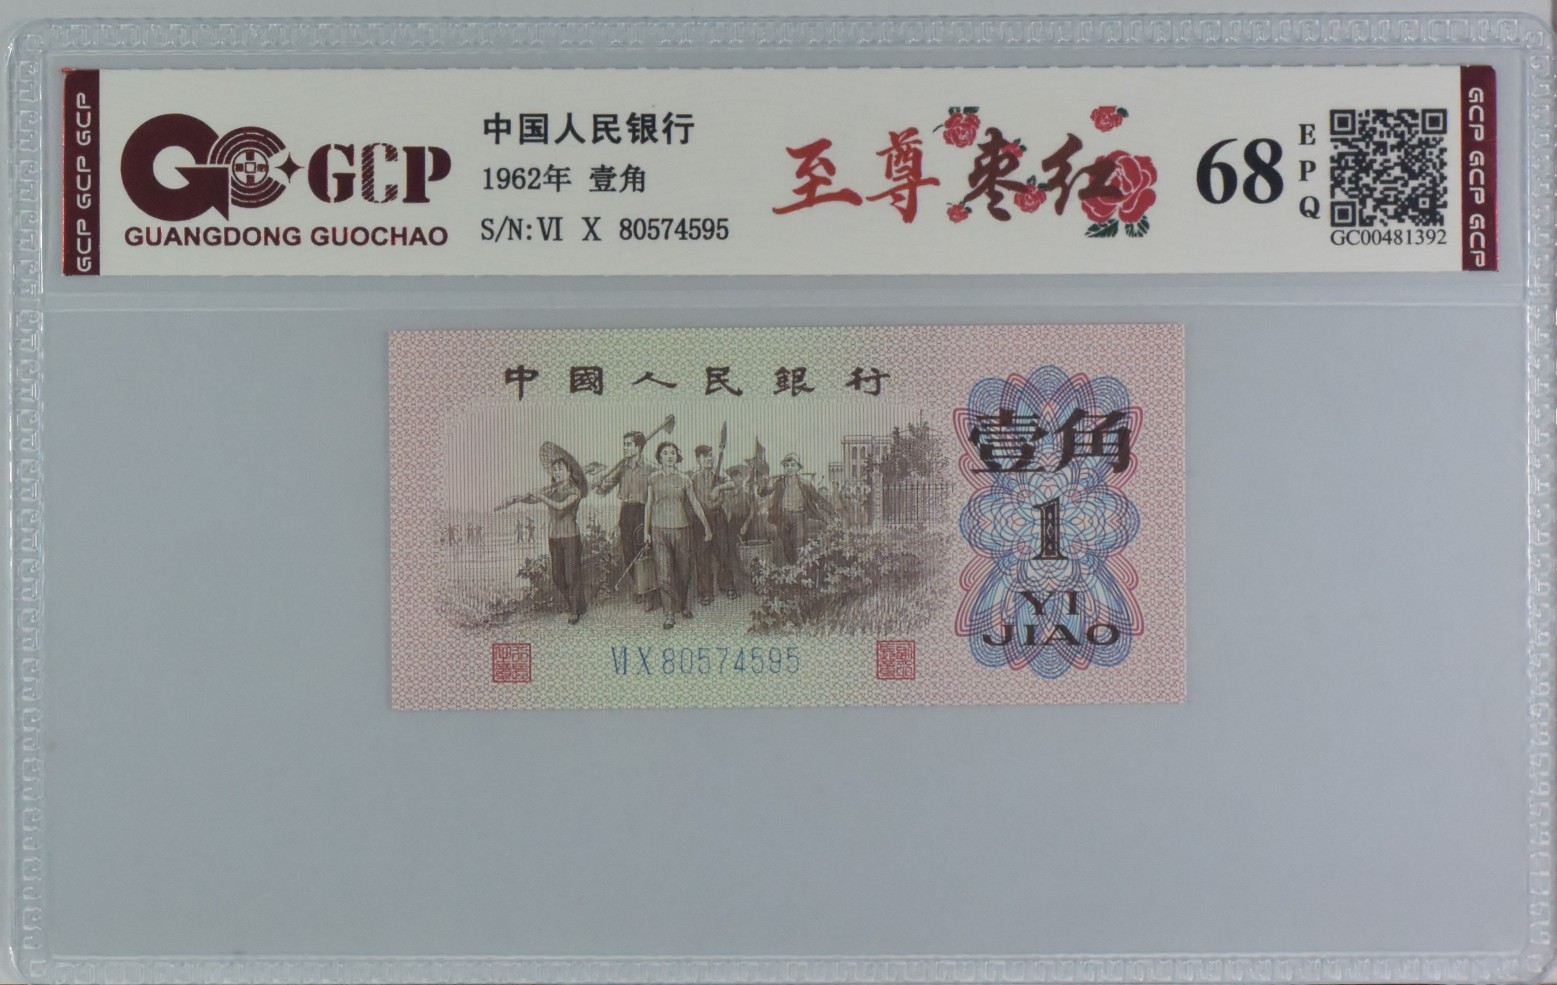 GCP GCP GCP
GCP
GUANGDONG GUOCHAO
中国人民银行
1962年 壹角
S/N:Ⅵ Ⅹ 80574595
至尊枣红
68
EPQ
GC00481392
GCP GCP GCP
中國人民銀行
壹角
1
YI
JIAO
ⅥⅩ80574595